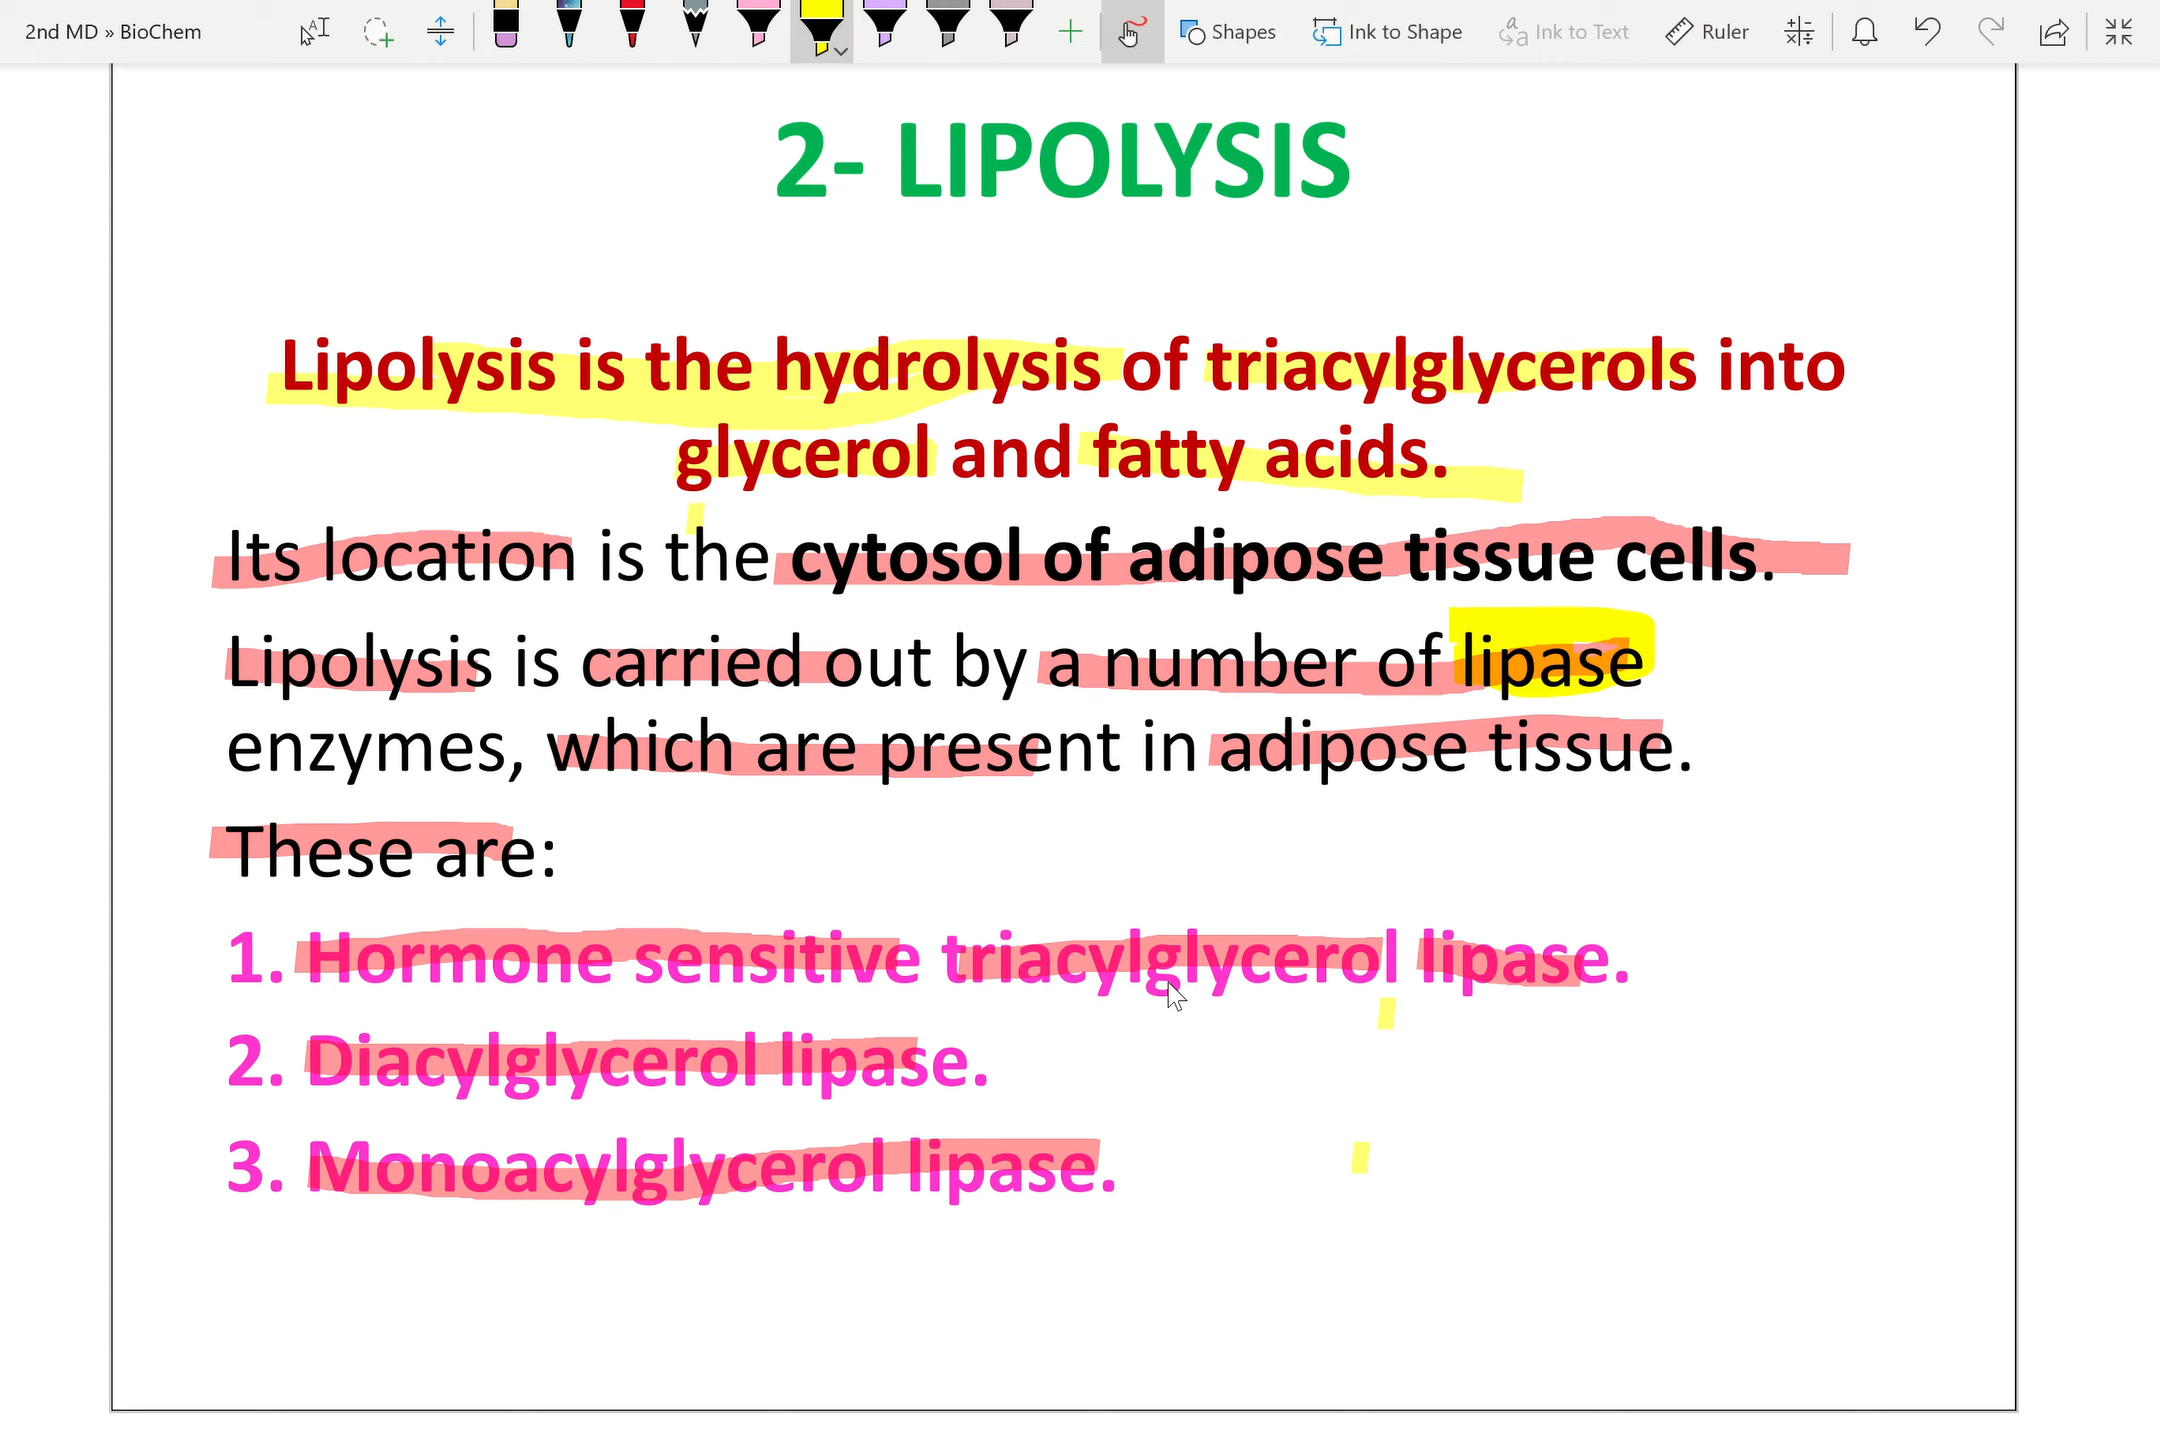 2nd MD » BioChem
Shapes
Ink to Shape
Ink to Text
Ruler
2- LIPOLYSIS
Lipolysis is the hydrolysis of triacylglycerols into
glycerol and fatty acids.
Its location is the cytosol of adipose tissue cells.
Lipolysis is carried out by a number of lipase
enzymes, which are present in adipose tissue.
These are:
1. Hormone sensitive triacylglycerol lipase.
2. Diacylglycerol lipase.
3. Monoacylglycerol lipase.